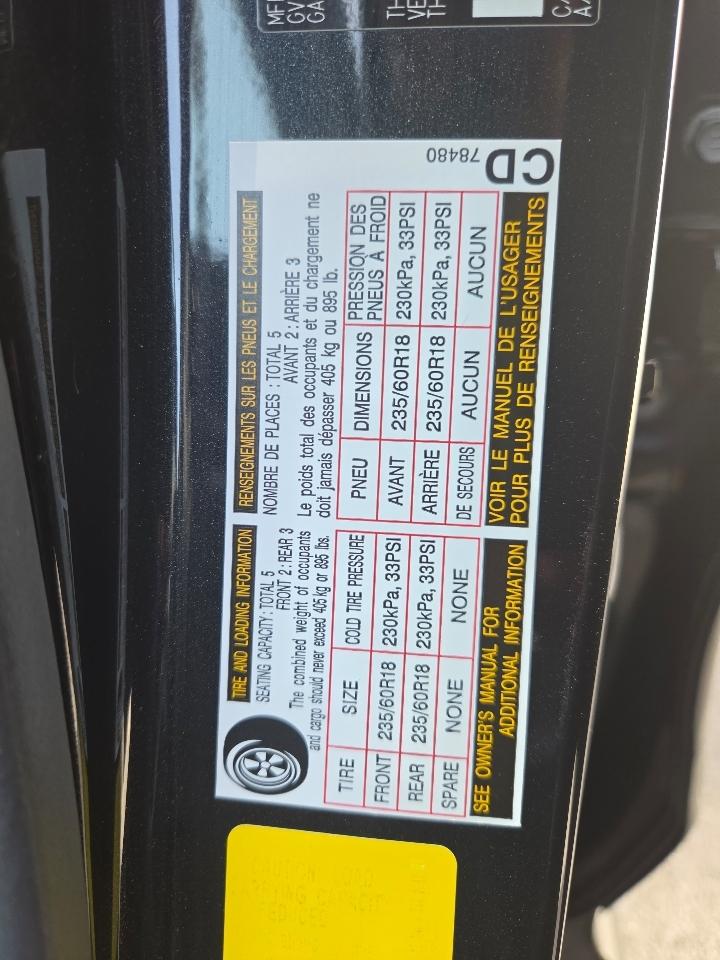 TIRE AND LOADING INFORMATION
SEATING CAPACITY : TOTAL 5
FRONT 2 : REAR 3
The combined weight of occupants
and cargo should never exceed 405 kg or 895 lbs.
TIRE SIZE COLD TIRE PRESSURE
FRONT 235/60R18 230kPa, 33PSI
REAR 235/60R18 230kPa, 33PSI
SPARE NONE NONE
SEE OWNER'S MANUAL FOR
ADDITIONAL INFORMATION
RENSEIGNEMENTS SUR LES PNEUS ET LE CHARGEMENT
NOMBRE DE PLACES : TOTAL 5
AVANT 2 : ARRIÈRE 3
Le poids total des occupants et du chargement ne
doit jamais dépasser 405 kg ou 895 lb.
PNEU DIMENSIONS PRESSION DES
PNEUS À FROID
AVANT 235/60R18 230kPa, 33PSI
ARRIÈRE 235/60R18 230kPa, 33PSI
DE SECOURS AUCUN AUCUN
VOIR LE MANUEL DE L'USAGER
POUR PLUS DE RENSEIGNEMENTS
78480
CD
CAUTION LOAD
CARRYING CAPACITY
REDUCED